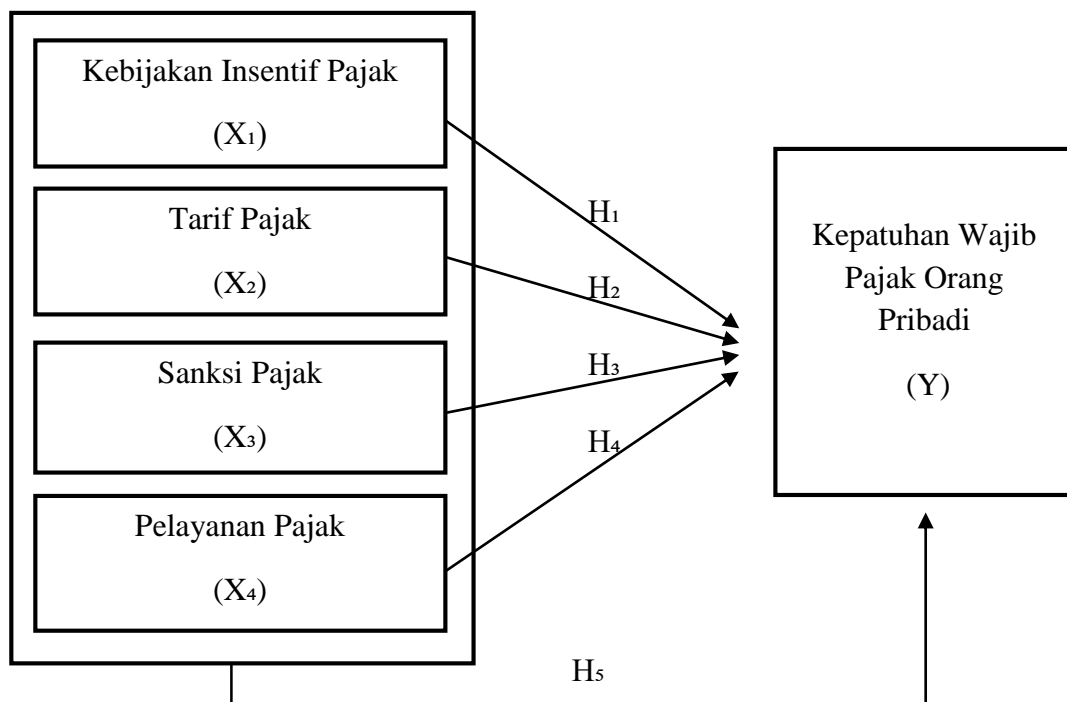 Kebijakan Insentif Pajak
(X₁)
Tarif Pajak
(X₂)
Sanksi Pajak
(X₃)
Pelayanan Pajak
(X₄)
H₁
H₂
H₃
H₄
H₅
Kepatuhan Wajib
Pajak Orang
Pribadi
(Y)